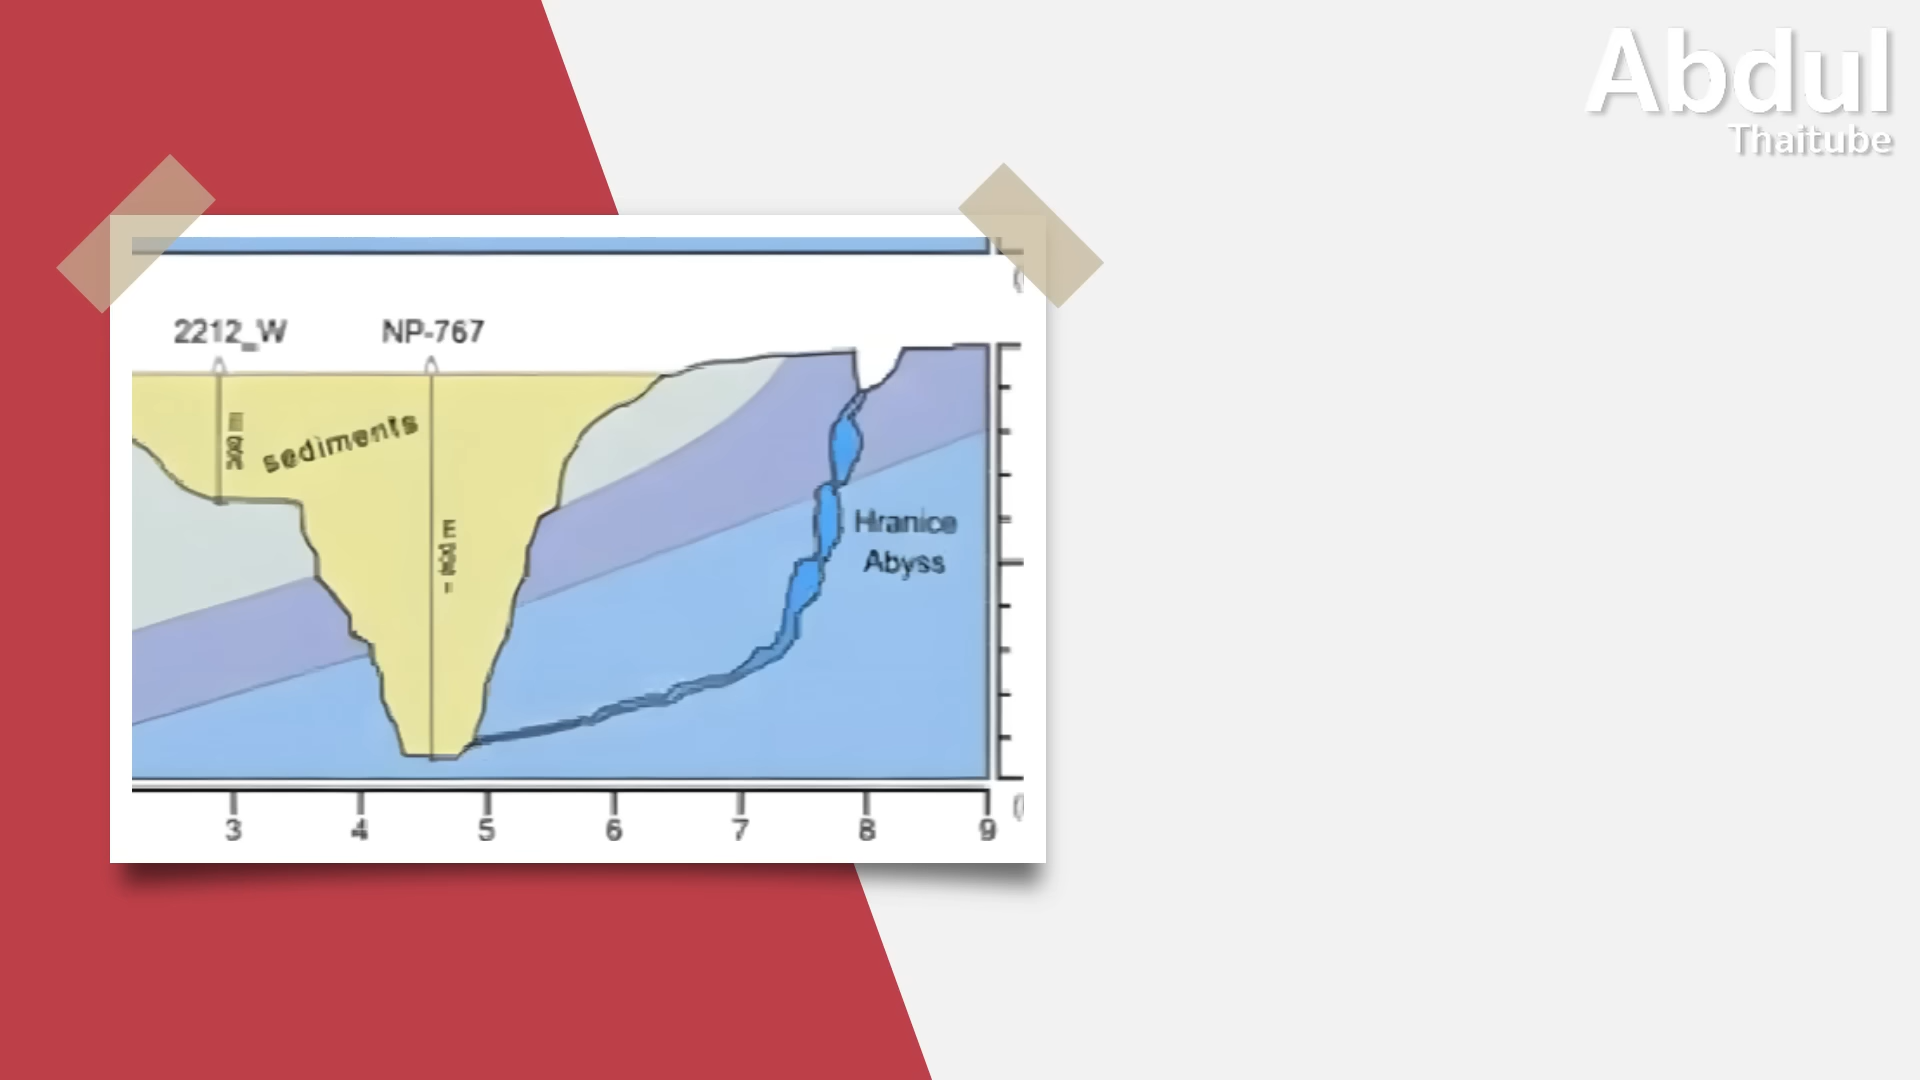 Abdul
Thaitube
2212_W
NP-767
sediments
Hranice
Abyss
3 4 5 6 7 8 9